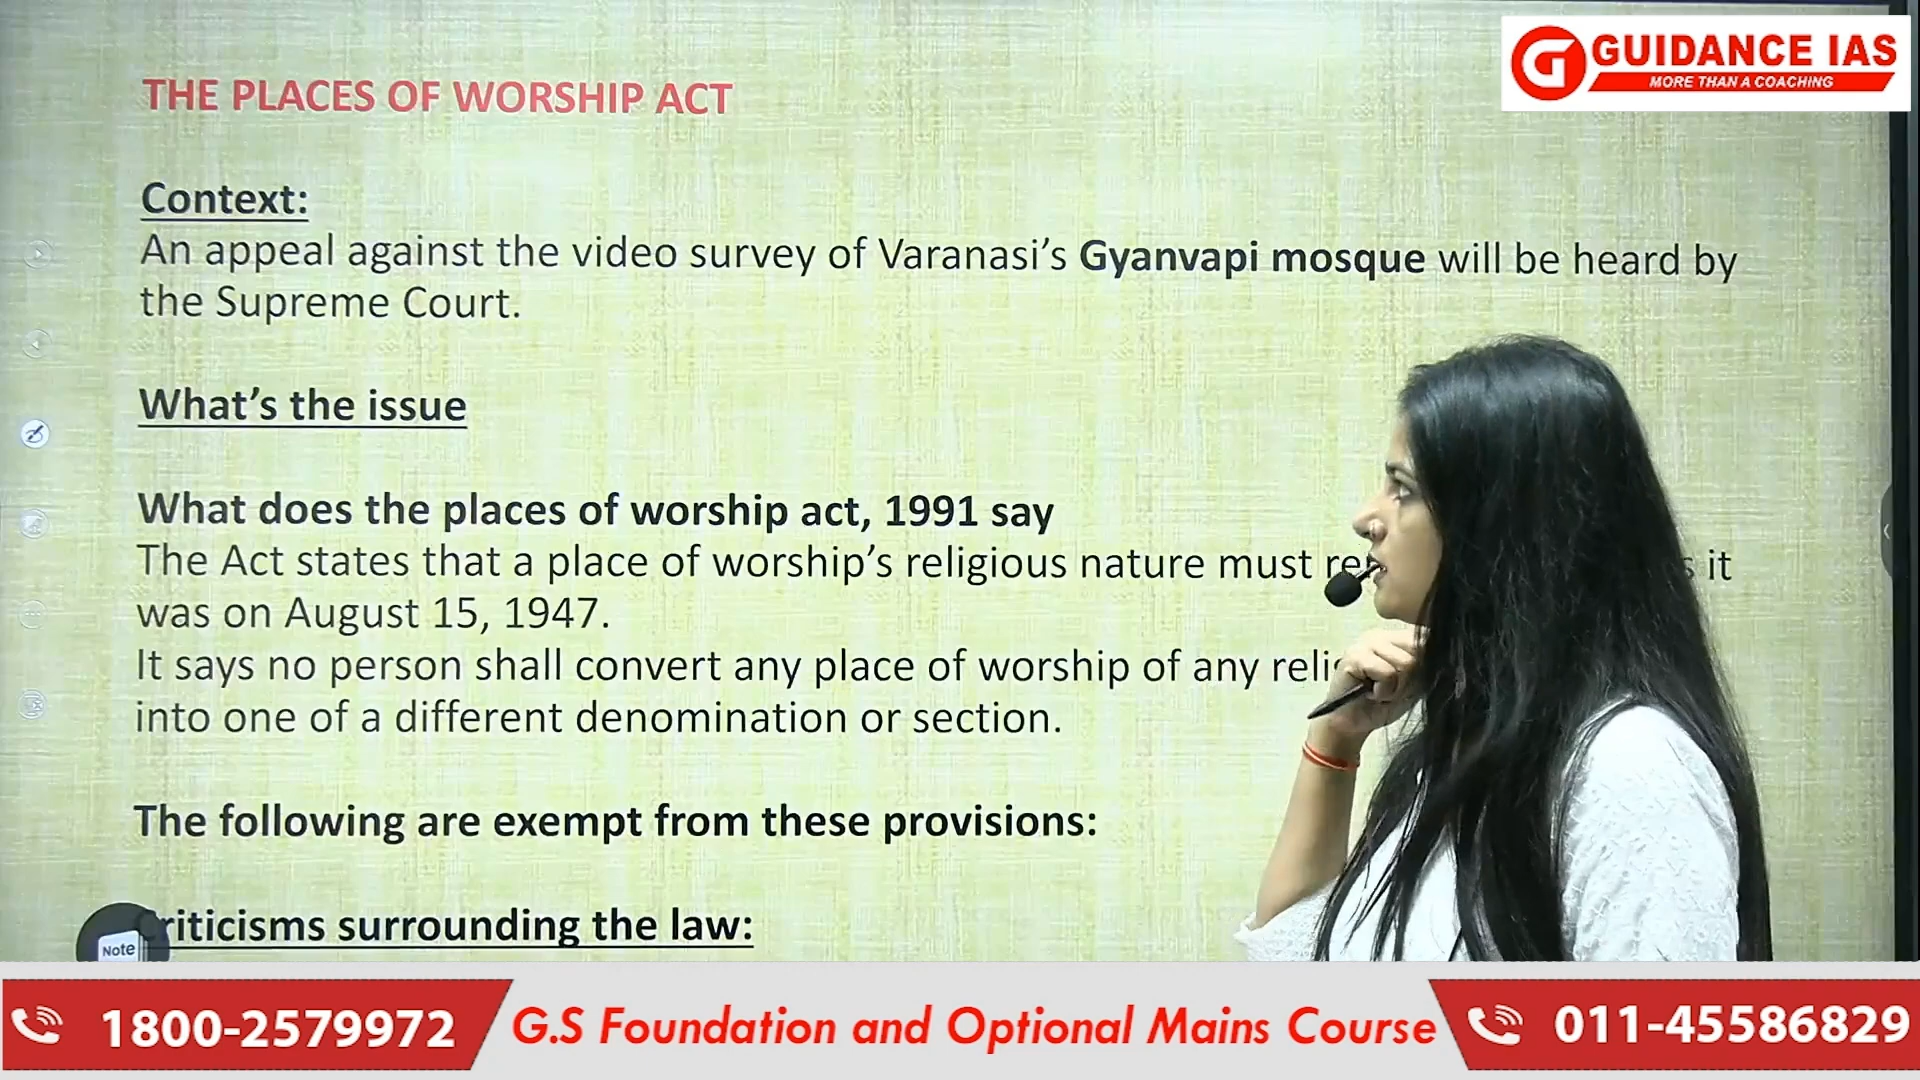 GUIDANCE IAS
MORE THAN A COACHING
THE PLACES OF WORSHIP ACT
Context:
An appeal against the video survey of Varanasi’s Gyanvapi mosque will be heard by
the Supreme Court.
What’s the issue
What does the places of worship act, 1991 say
The Act states that a place of worship’s religious nature must it
was on August 15, 1947.
It says no person shall convert any place of worship of any
into one of a different denomination or section.
The following are exempt from these provisions:
Criticisms surrounding the law:
Note
1800-2579972
G.S Foundation and Optional Mains Course
011-45586829